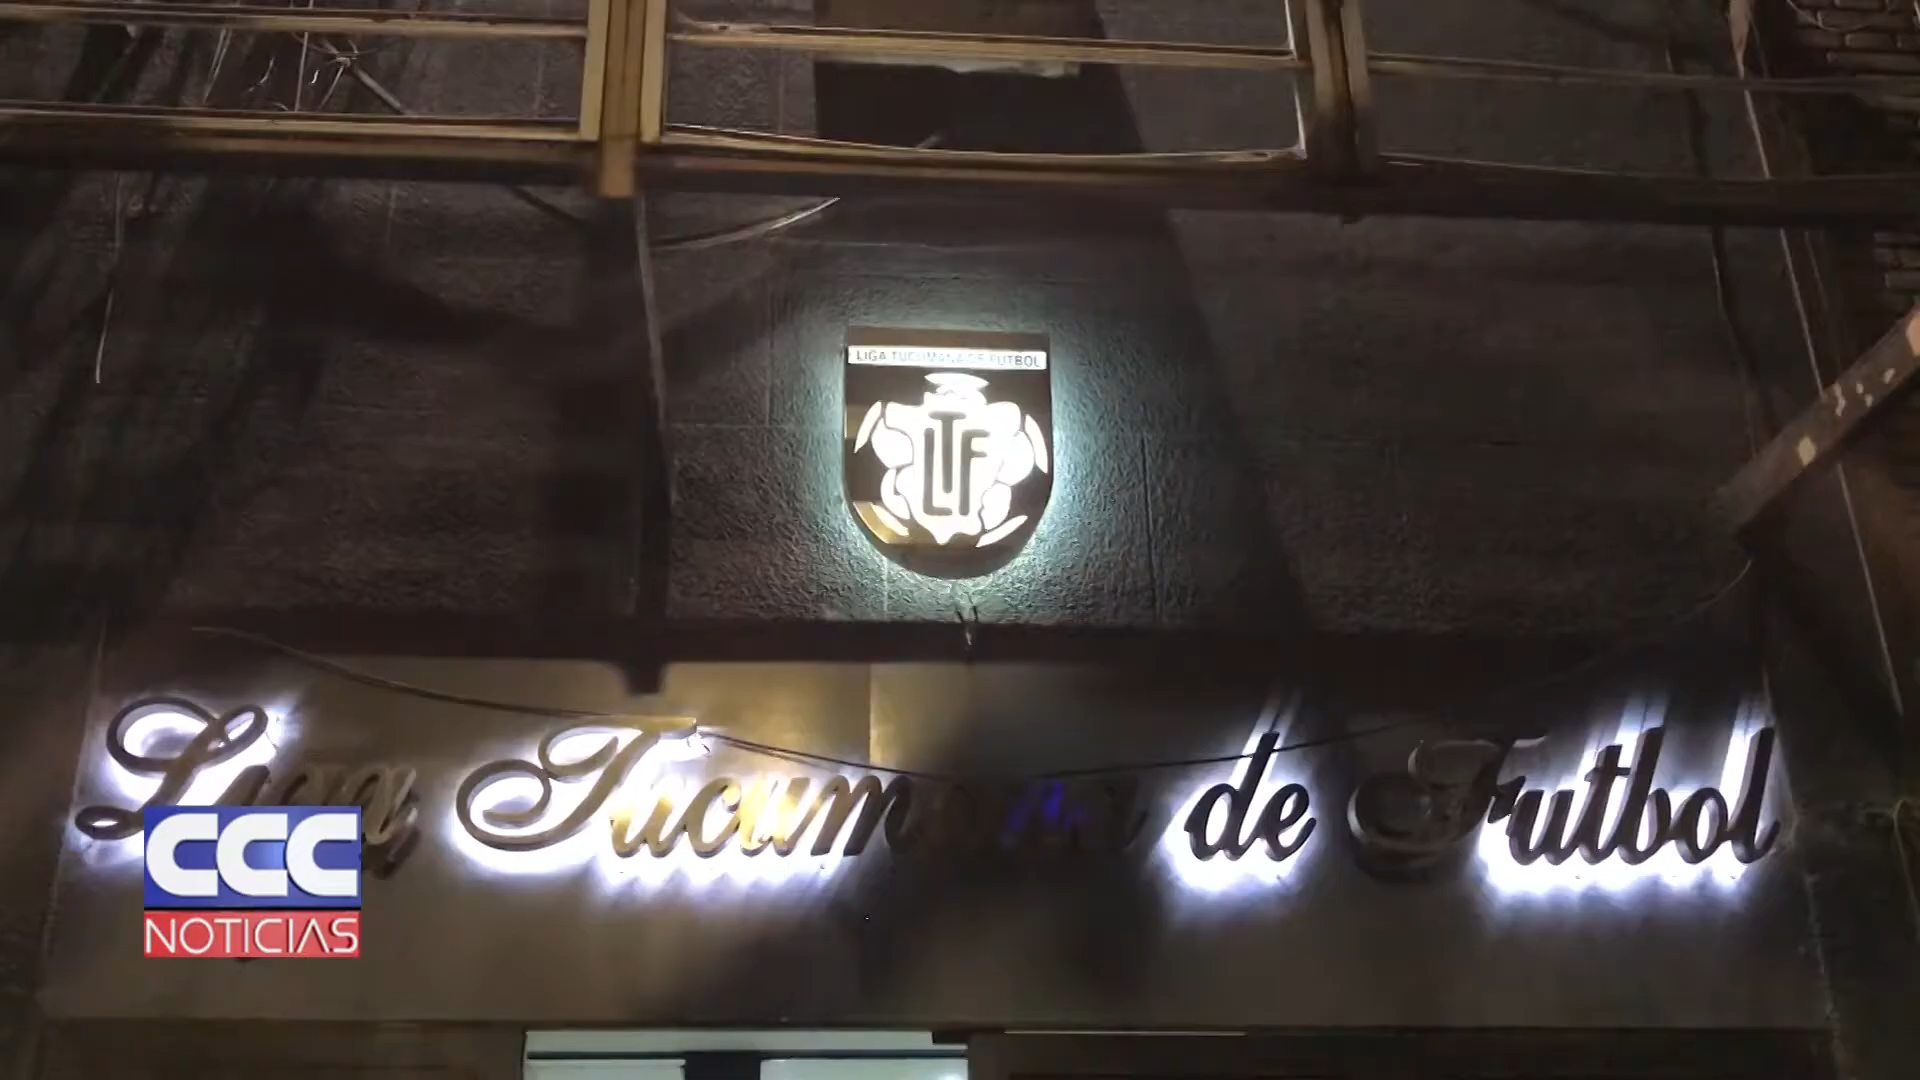 LIGA TUCUMANA DE FUTBOL
LTF
Liga Tucumana de Futbol
CCC
NOTICIAS